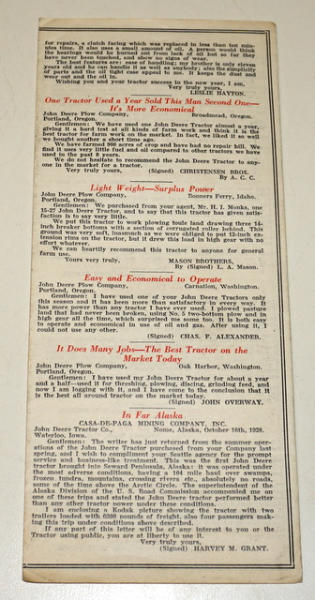 for repairs, a clutch facing which was replaced in less than ten min-
utes time. It also uses a small amount of oil. A person would think
the bearings would be burned out from lack of oil but so far they
have never been touched, and show no signs of wear.
The best features are: ease of handling; my brother is only eleven
years old and he can handle it as well as anybody; also the simplicity
of parts and the oil tight case appeal to me. It keeps the dust and
wear out and the oil in.
Wishing you and your tractor success in the new year, I am,
Very truly yours,
LESLIE HAYTON.
One Tractor Used a Year Sold This Man Second One—
It's More Economical
John Deere Plow Company, Broadmead, Oregon.
Portland, Oregon.
Gentlemen: We have used one John Deere Tractor almost a year,
giving it a hard test at all kinds of farm work and think it is the
best tractor for farm work on the market. In fact, we liked it so well
we bought another a short time ago.
We have farmed 900 acres of crop and have had no repair bill. We
find it uses very little fuel and oil compared to other tractors we have
used in the past 8 years.
We do not hesitate to recommend the John Deere Tractor to any-
one in the market for a tractor.
Very truly yours, (Signed) CHRISTENSEN BROS.
By A. C. C.
Light Weight—Surplus Power
John Deere Plow Company, Bonners Ferry, Idaho.
Portland, Oregon.
Gentlemen: We purchased from your agent, Mr. H. I. Monks, one
15-27 John Deere Tractor, and to say that this tractor has given satis-
faction is to say very little.
We put this tractor to work plowing boule land drawing three 14-
inch breaker bottoms with a section of corrugated roller behind. This
ground was very soft, inasmuch as we were obliged to put 12-inch ex-
tension rims on the tractor, but it drew this load in high gear with no
effort whatever.
We can heartily recommend this tractor to anyone for general
farm use.
Yours very truly, MASON BROTHERS,
By (Signed) L. A. Mason.
Easy and Economical to Operate
John Deere Plow Company, Carnation, Washington.
Portland, Oregon.
Gentlemen: I have used one of your John Deere Tractors only
this season and it has been more than satisfactory in every way. It
has more power than any tractor I have ever used. I plowed pasture
land that had never been broken, using No. 5 two-bottom plow and in
high gear all the time, which surprised me some too. It is both easy
to operate and economical in use of oil and gas. After using it, I
could not use any other.
(Signed) CHAS. F. ALEXANDER.
It Does Many Jobs—The Best Tractor on the
Market Today
John Deere Plow Company, Oak Harbor, Washington.
Portland, Oregon.
Gentlemen: I have used my John Deere Tractor for about a year
and a half—used it for threshing, plowing, discing, grinding feed, and
now I am logging with it, and I have come to the conclusion that it
is the best all around tractor on the market today.
(Signed) JOHN OVERWAY.
In Far Alaska
CASA-DE-PAGA MINING COMPANY, INC.
John Deere Tractor Co., Nome, Alaska, October 10th, 1928.
Waterloo, Iowa.
Gentlemen: The writer has just returned from the summer oper-
ations of the John Deere Tractor purchased from your Company last
spring, and I wish to compliment your Seattle agency for the prompt
service and business-like treatment. This was the first John Deere
tractor brought into Seward Peninsula, Alaska: it was operated under
the most adverse conditions, having a 104 mile haul over swamps,
frozen tundra, mountains, crossing rivers etc., absolutely no roads,
some of the time above the Arctic Circle. The superintendent of the
Alaska Division of the U. S. Road Commission accompanied me on
one of these trips and stated the John Deere tractor performed better
than any other tractor power under these conditions.
I am enclosing a Kodak picture showing the tractor with two
trailers loaded with 6300 pounds of freight, also four passengers mak-
ing this trip under conditions above described.
If any part of this letter will be of any interest to you or the
Tractor using public, you are at liberty to use it.
Very truly yours,
(Signed) HARVEY M. GRANT.